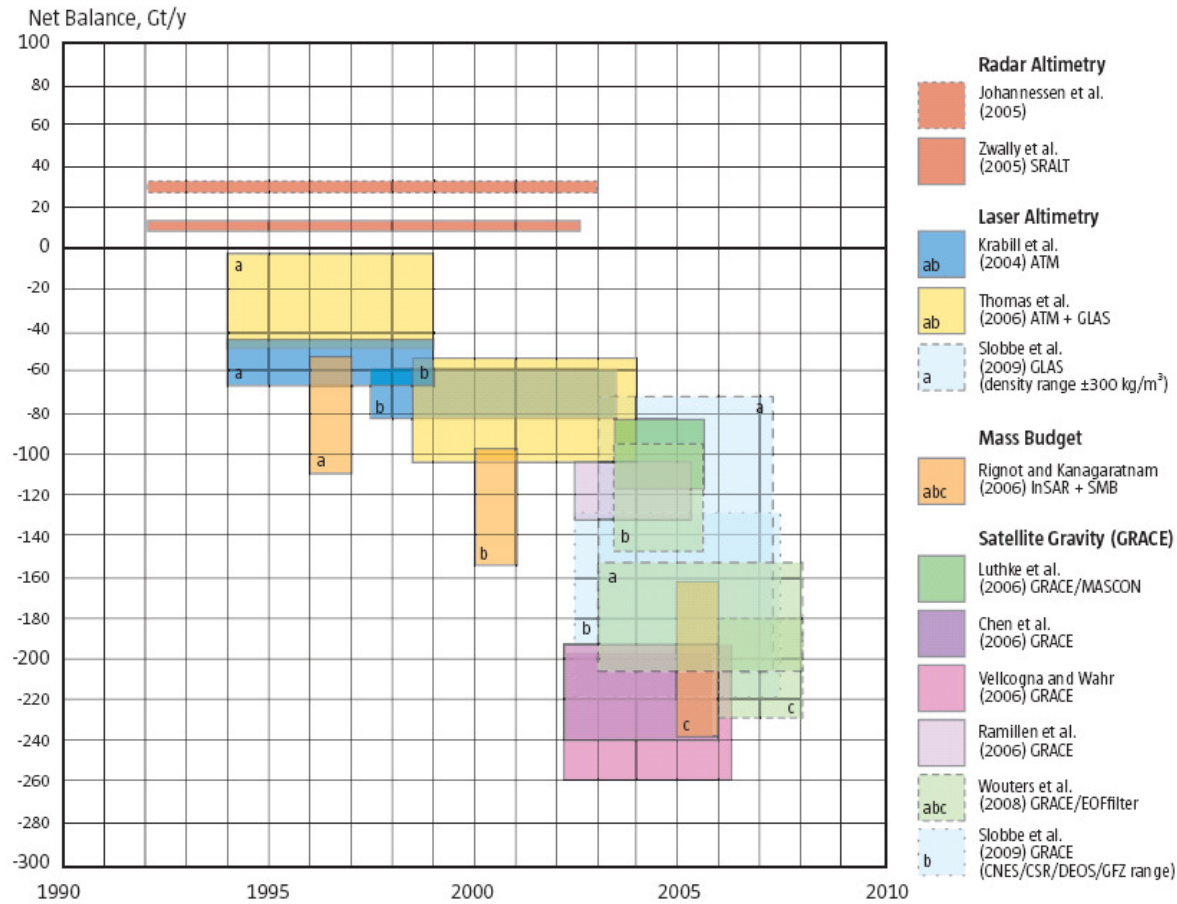 Net Balance, Gt/y
100
80
60
40
20
0
-20
-40
-60
-80
-100
-120
-140
-160
-180
-200
-220
-240
-260
-280
-300
1990
1995
2000
2005
2010
a
a
b
b
a
b
a
b
a
b
c
c
Radar Altimetry
Johannessen et al.
(2005)
Zwally et al.
(2005) SRALT
Laser Altimetry
Krabill et al.
ab
(2004) ATM
Thomas et al.
ab
(2006) ATM + GLAS
Slobbe et al.
(2009) GLAS
a
(density range ±300 kg/m³)
Mass Budget
Rignot and Kanagaratnam
abc
(2006) InSAR + SMB
Satellite Gravity (GRACE)
Luthke et al.
(2006) GRACE/MASCON
Chen et al.
(2006) GRACE
Vellcogna and Wahr
(2006) GRACE
Ramillen et al.
(2006) GRACE
Wouters et al.
abc
(2008) GRACE/EOFfilter
Slobbe et al.
(2009) GRACE
b
(CNES/CSR/DEOS/GFZ range)